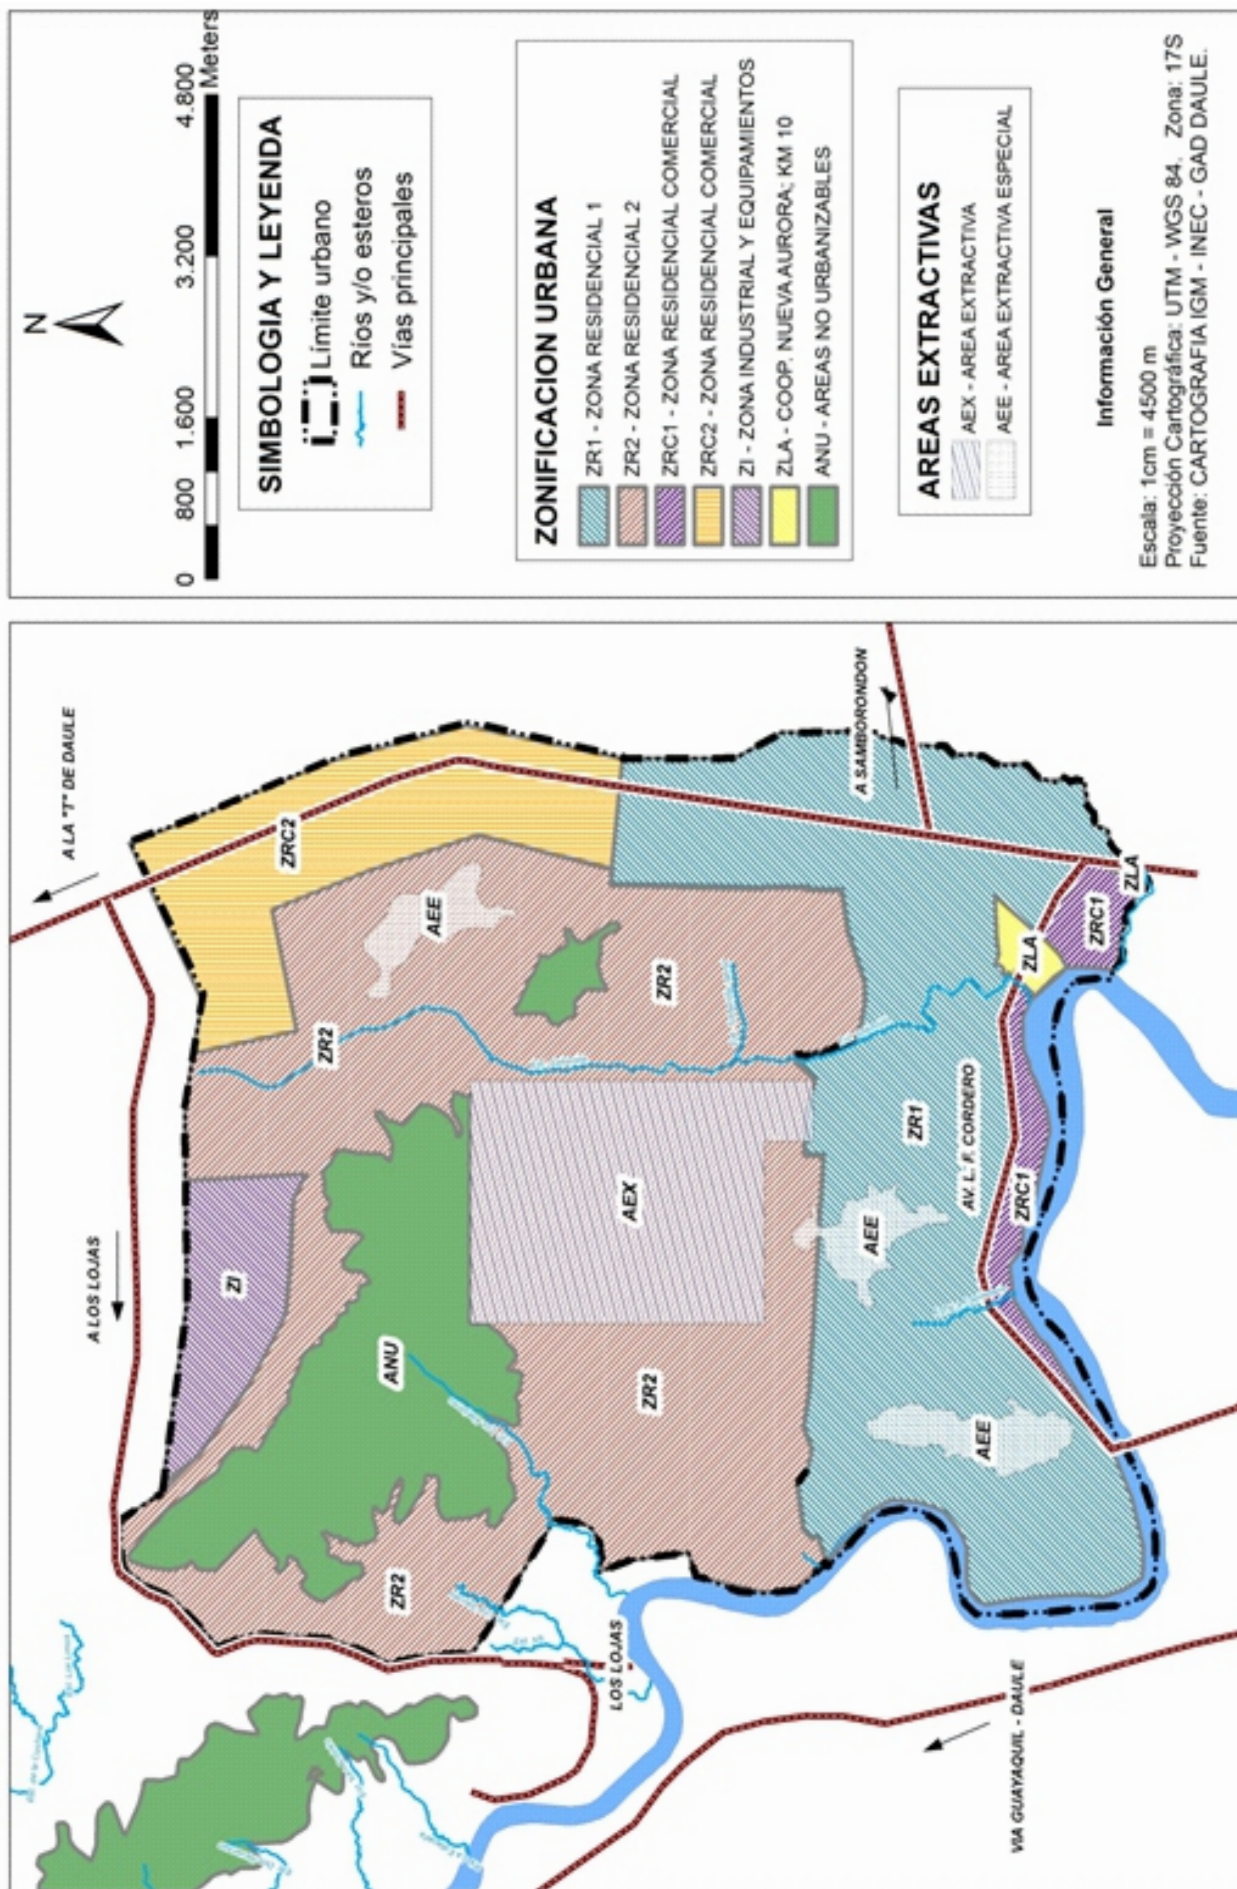 A LA "T" DE DAULE
A LOS LOJAS
ZRC2
AEE
ZR2
ZR2
ZI
ANU
AEX
ZR2
ZR2
LOS LOJAS
A SAMBORONDON
ZR1
AV. L. F. CORDERO
AEE
AEE
ZLA
ZLA
ZRC1
ZRC1
VIA GUAYAQUIL - DAULE
N
0 800 1.600 3.200 4.800
Meters
SIMBOLOGIA Y LEYENDA
Límite urbano
Ríos y/o esteros
Vías principales
ZONIFICACION URBANA
ZR1 - ZONA RESIDENCIAL 1
ZR2 - ZONA RESIDENCIAL 2
ZRC1 - ZONA RESIDENCIAL COMERCIAL
ZRC2 - ZONA RESIDENCIAL COMERCIAL
ZI - ZONA INDUSTRIAL Y EQUIPAMIENTOS
ZLA - COOP. NUEVA AURORA; KM 10
ANU - AREAS NO URBANIZABLES
AREAS EXTRACTIVAS
AEX - AREA EXTRACTIVA
AEE - AREA EXTRACTIVA ESPECIAL
Información General
Escala: 1cm = 4500 m
Proyección Cartográfica: UTM - WGS 84. Zona: 17S
Fuente: CARTOGRAFIA IGM - INEC - GAD DAULE.